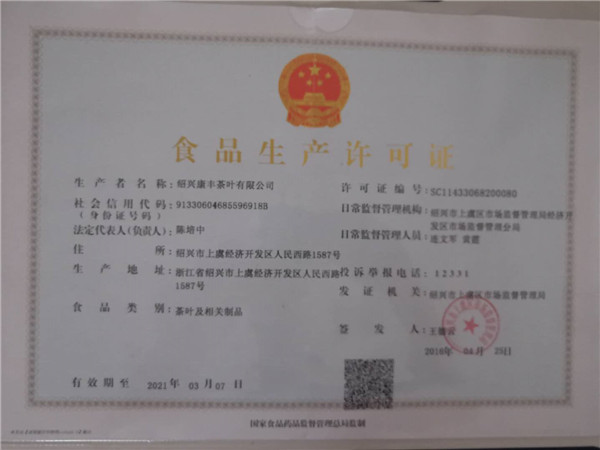 食品生产许可证
生产者名称：绍兴康丰茶叶有限公司
社会信用代码：91330604685596918B
（身份证号码）
法定代表人(负责人)：陈培中
住所：绍兴市上虞经济开发区人民西路1587号
生产地址：浙江省绍兴市上虞经济开发区人民西路
1587号
食品类别：茶叶及相关制品
有效期至 2021年 03月 07日
许可证编号：SC11433068200080
日常监督管理机构：绍兴市上虞区市场监督管理局经济开
发区市场监督管理分局
日常监督管理人员：连文军 黄霞
投诉举报电话：12331
发证机关：绍兴市上虞区市场监督管理局
签发人：
2016年 04月 25日
国家食品药品监督管理总局监制